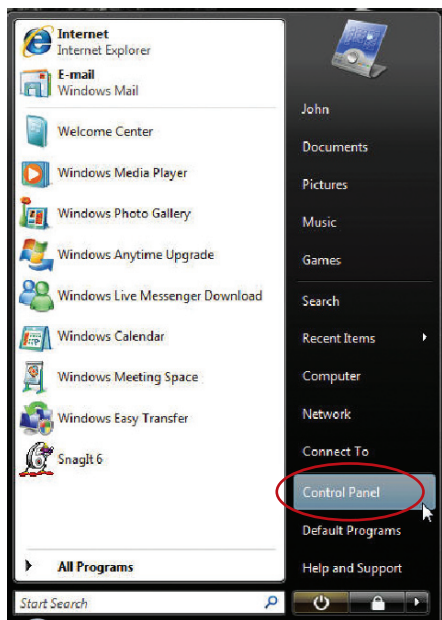 Internet
Internet Explorer
E-mail
Windows Mail
Welcome Center
Windows Media Player
Windows Photo Gallery
Windows Anytime Upgrade
Windows Live Messenger Download
Windows Calendar
Windows Meeting Space
Windows Easy Transfer
SnagIt 6
All Programs
Start Search
John
Documents
Pictures
Music
Games
Search
Recent Items
Computer
Network
Connect To
Control Panel
Default Programs
Help and Support